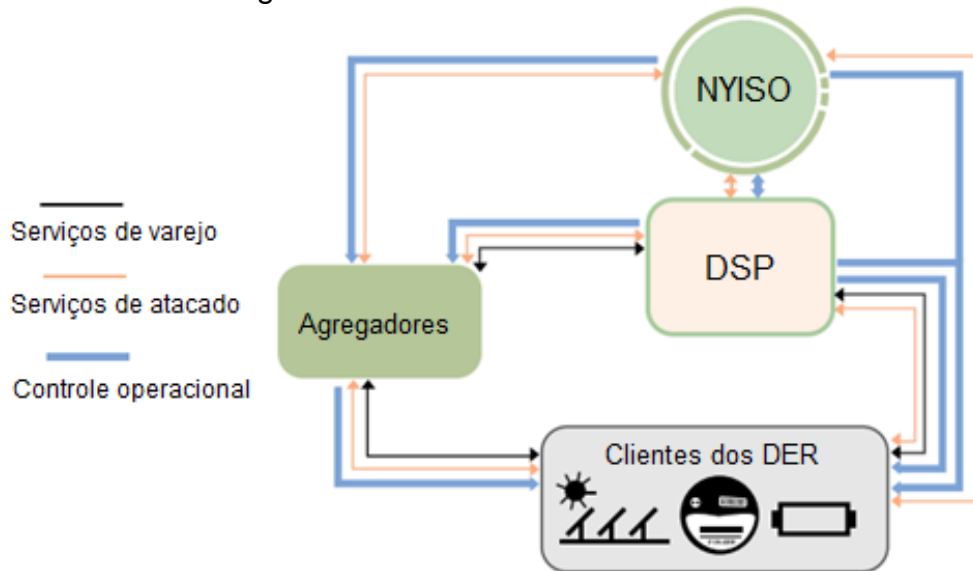 NYISO
DSP
Serviços de varejo
Serviços de atacado
Controle operacional
Agregadores
Clientes dos DER